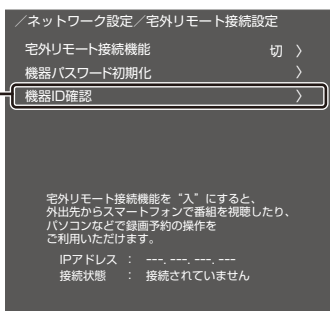 ／ネットワーク設定／宅外リモート接続設定
宅外リモート接続機能 切 〉
機器パスワード初期化 〉
機器ID確認 〉
宅外リモート接続機能を“入”にすると、
外出先からスマートフォンで番組を視聴したり、
パソコンなどで録画予約の操作を
ご利用いただけます。
IPアドレス ： ---. ---. ---. ---
接続状態 ： 接続されていません